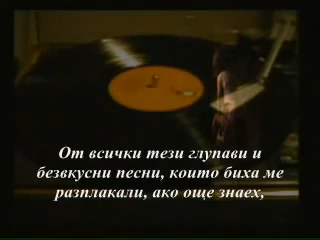 От всички тези глупави и
безвкусни песни, които биха ме
разплакали, ако още знаех,